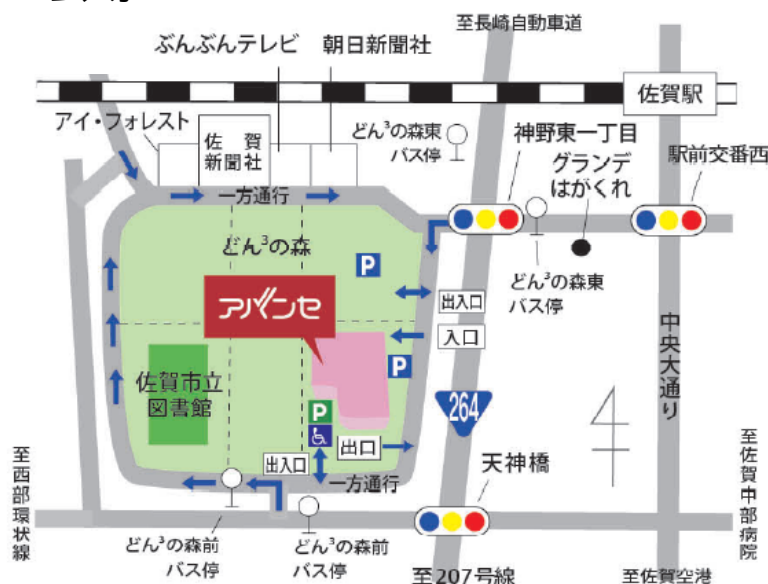 至長崎自動車道
ぶんぶんテレビ
朝日新聞社
佐賀駅
アイ・フォレスト
佐賀
新聞社
どん³の森東
バス停
神野東一丁目
グランデ
はがくれ
駅前交番西
一方通行
どん³の森
P
どん³の森東
バス停
アバンセ
出入口
入口
中央大通り
P
佐賀市立
図書館
264
P
出口
出入口
一方通行
天神橋
至西部環状線
至佐賀中部病院
どん³の森前
バス停
どん³の森前
バス停
至207号線
至佐賀空港